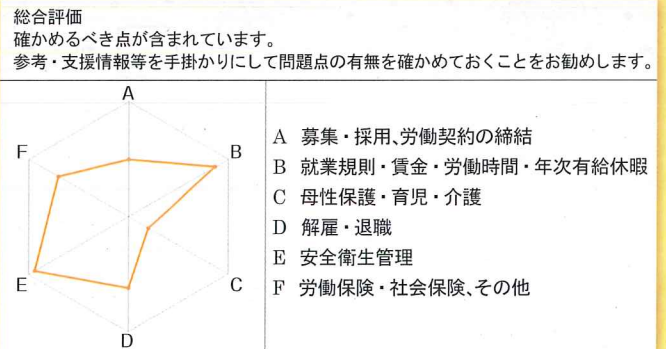 総合評価
確かめるべき点が含まれています。
参考・支援情報等を手掛かりにして問題点の有無を確かめておくことをお勧めします。
A
B
C
D
E
F
A 募集・採用、労働契約の締結
B 就業規則・賃金・労働時間・年次有給休暇
C 母性保護・育児・介護
D 解雇・退職
E 安全衛生管理
F 労働保険・社会保険、その他